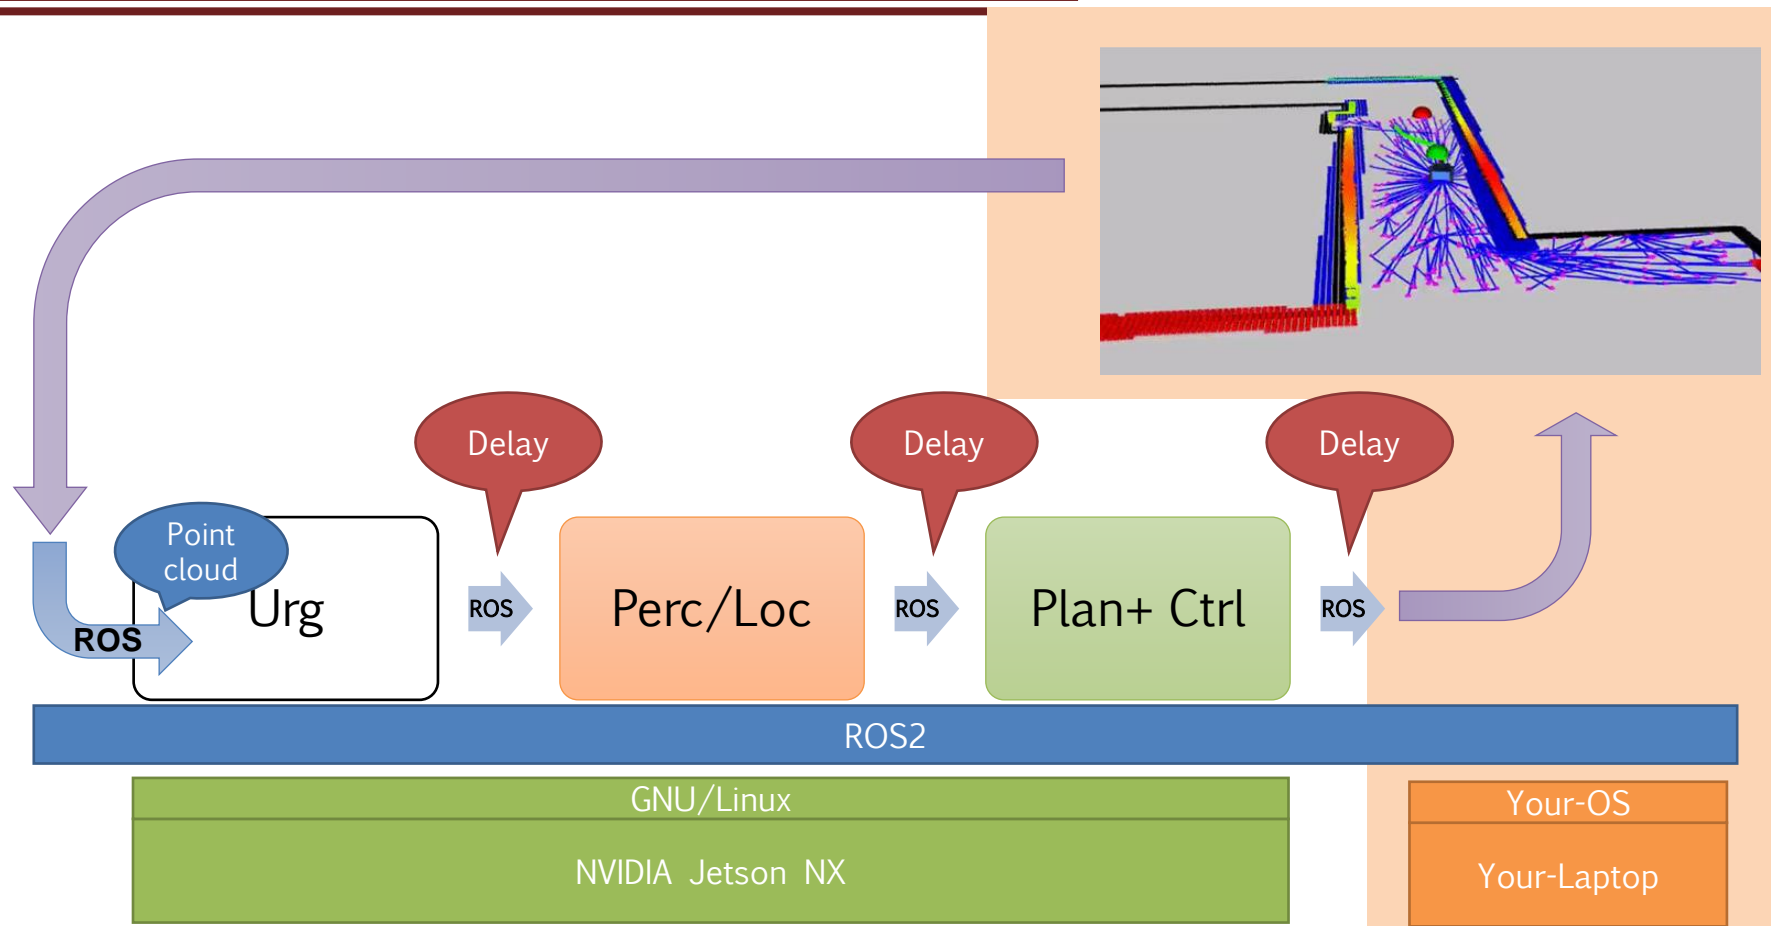 Delay
Delay
Delay
Point
cloud
Urg
ROS
ROS
Perc/Loc
ROS
Plan+ Ctrl
ROS
ROS2
GNU/Linux
NVIDIA Jetson NX
Your-OS
Your-Laptop